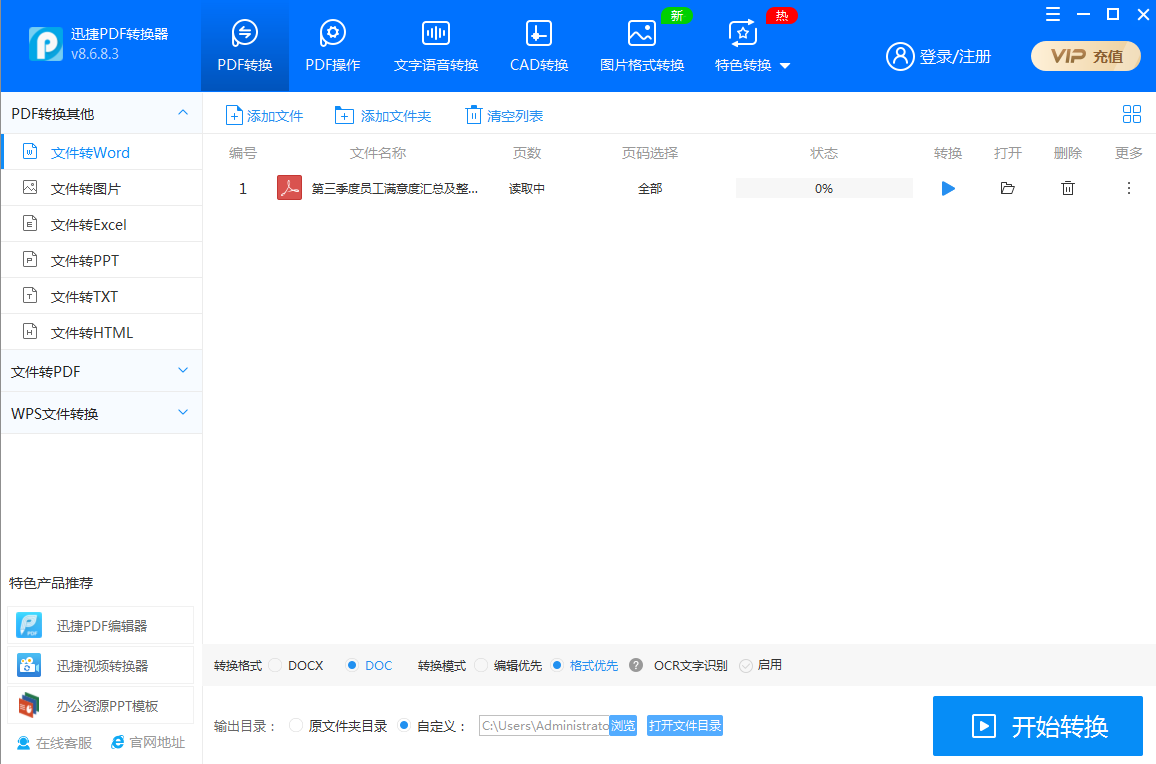 迅捷PDF转换器
v8.6.8.3
PDF转换
PDF操作
文字语音转换
CAD转换
图片格式转换
新
特色转换
热
登录/注册
VIP 充值
PDF转换其他
文件转Word
文件转图片
文件转Excel
文件转PPT
文件转TXT
文件转HTML
文件转PDF
WPS文件转换
添加文件
添加文件夹
清空列表
编号 文件名称 页数 页码选择 状态 转换 打开 删除 更多
1 第三季度员工满意度汇总及整... 读取中 全部 0%
特色产品推荐
迅捷PDF编辑器
迅捷视频转换器
办公资源PPT模板
在线客服 官网地址
转换格式 DOCX DOC 转换模式 编辑优先 格式优先 ? OCR文字识别 启用
输出目录： 原文件夹目录 自定义： C:\Users\Administrato 浏览 打开文件目录
开始转换